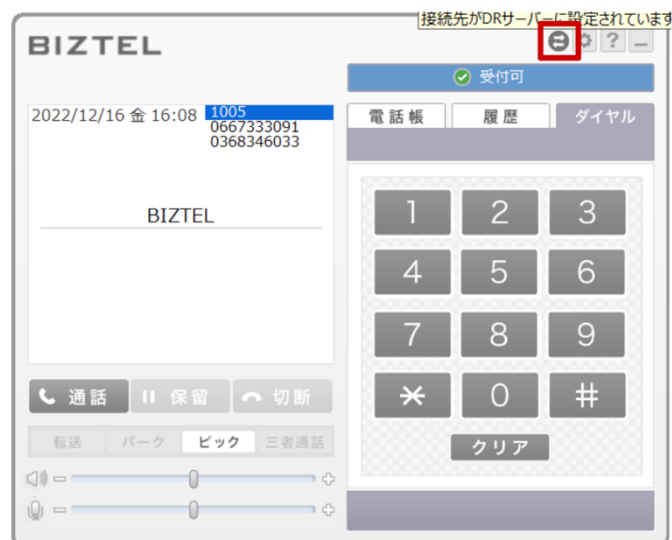 接続先がDRサーバーに設定されています
BIZTEL
?
受付可
2022/12/16 金 16:08
1005
0667333091
0368346033
電話帳
履歴
ダイヤル
BIZTEL
1 2 3
4 5 6
7 8 9
* 0 #
クリア
通話
保留
切断
転送
パーク
ピック
三者通話